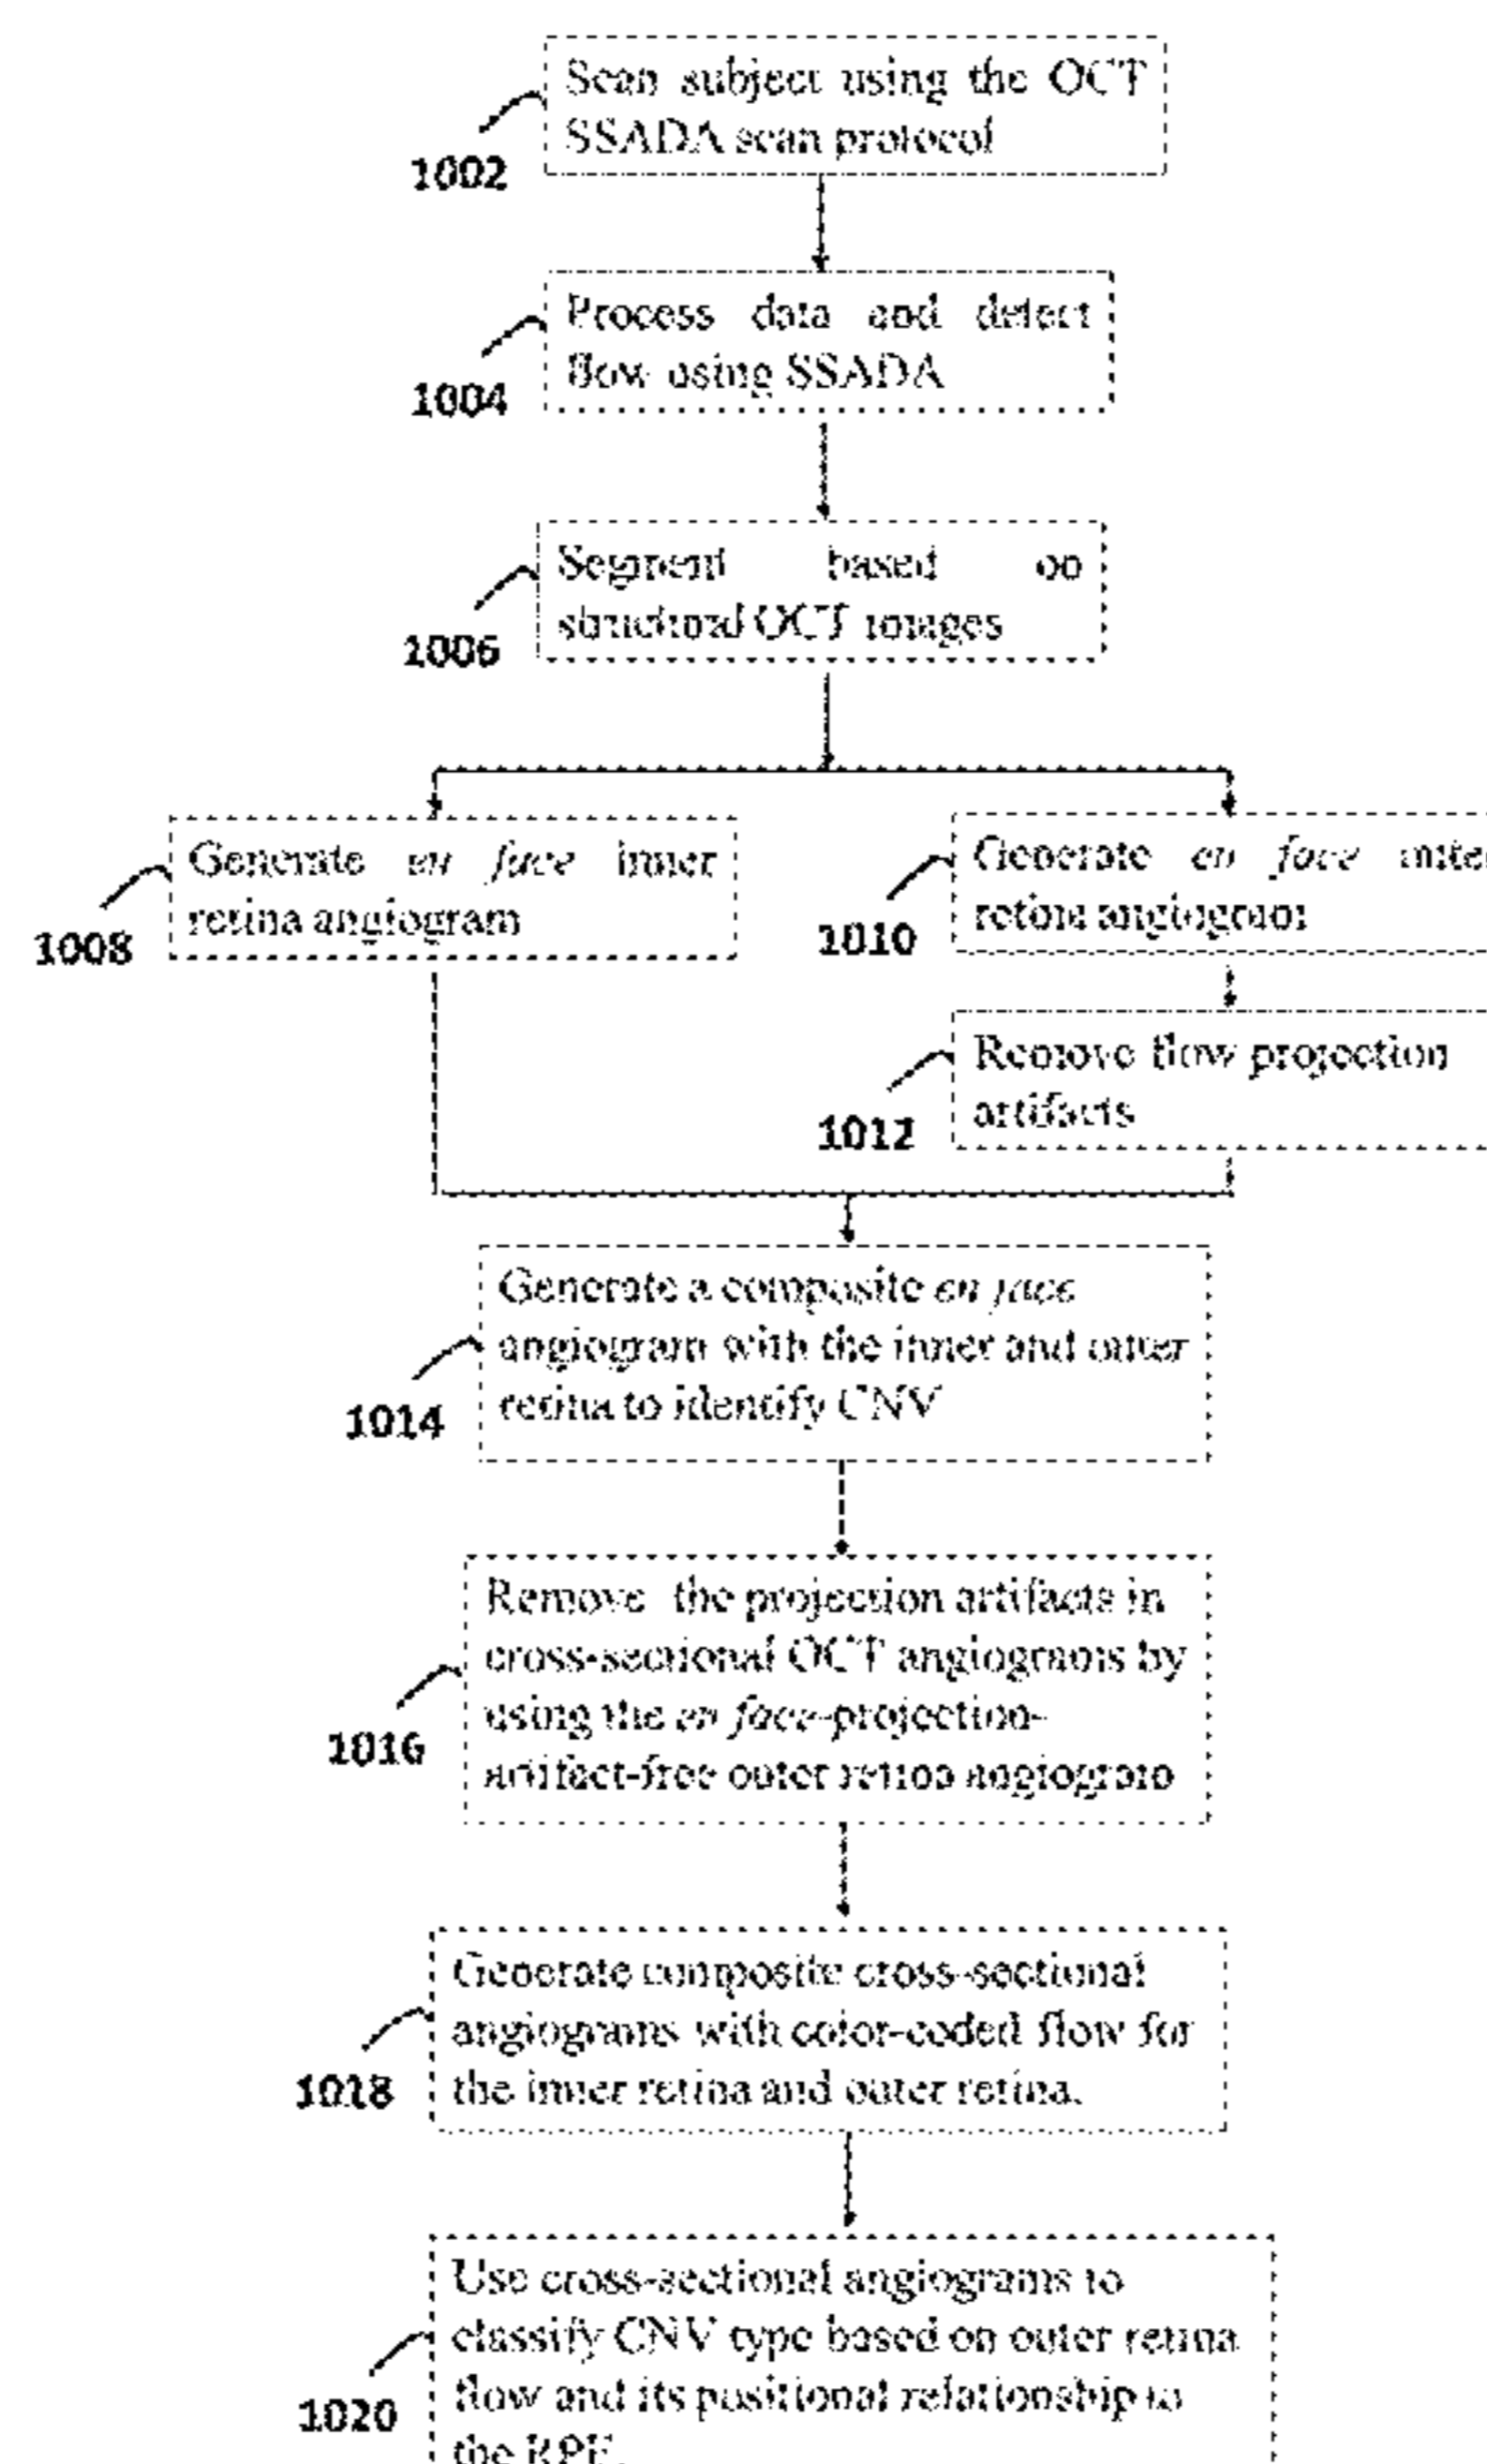 Scan subject using the OCT
SSADA scan protocol
1002
Process data and detect
flow using SSADA
1004
Segment based on
structural OCT images
1006
Generate en face inner
retina angiogram
1008
Generate en face oute
retina angiogram
1010
Remove flow projection
artifacts
1012
Generate a composite en face
angiogram with the inner and outer
retina to identify CNV
1014
Remove the projection artifacts in
cross-sectional OCT angiograms by
using the en face-projection-
artifact-free outer retina angiogram
1016
Generate composite cross-sectional
angiograms with color-coded flow for
the inner retina and outer retina.
1018
Use cross-sectional angiograms to
classify CNV type based on outer retina
flow and its positional relationship to
the RPE.
1020